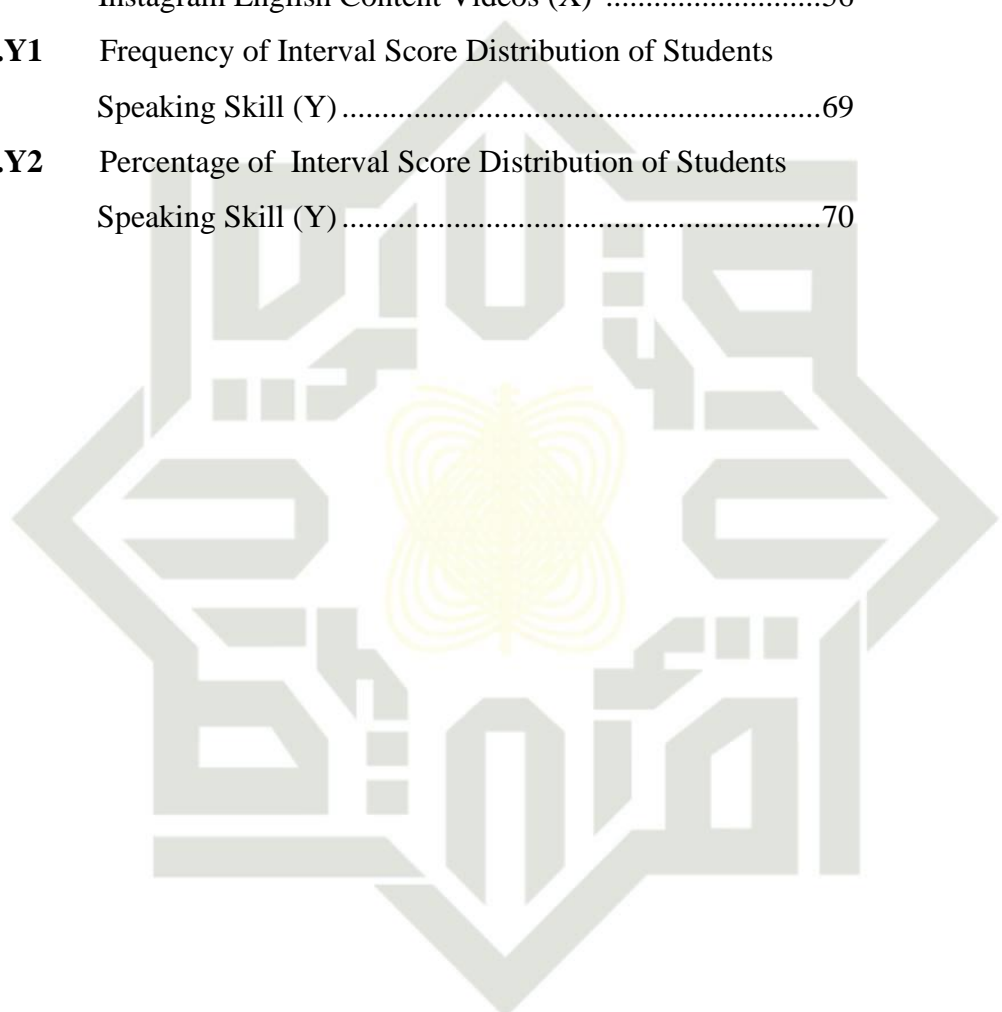 Instagram English Content Videos (X) ............................56
.Y1 Frequency of Interval Score Distribution of Students
Speaking Skill (Y) ....................................................69
.Y2 Percentage of  Interval Score Distribution of Students
Speaking Skill (Y) ....................................................70